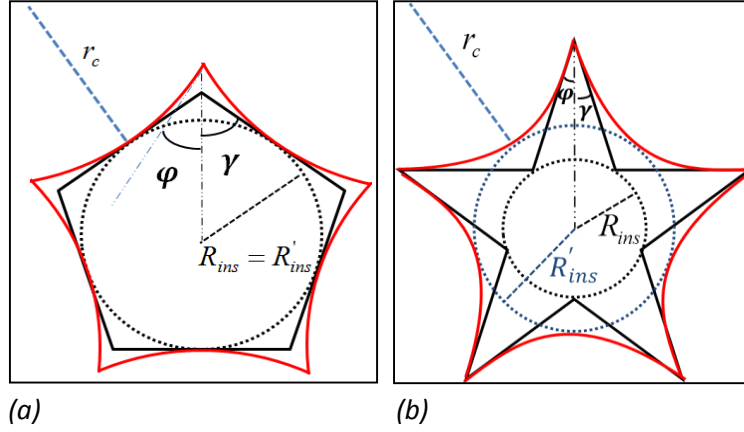 r_c
φ
γ
R_ins = R'_ins
(a)
r_c
φ
γ
R_ins
R'_ins
(b)